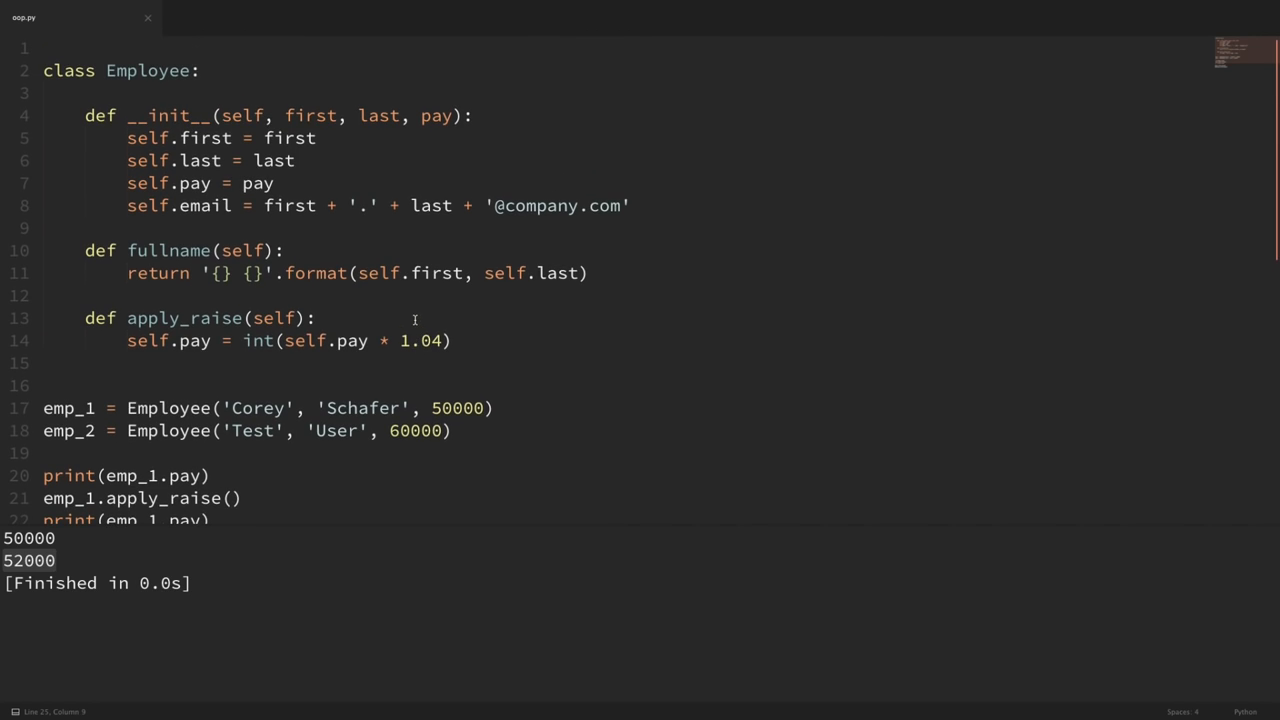 oop.py
1
2 class Employee:
3
4 def __init__(self, first, last, pay):
5 self.first = first
6 self.last = last
7 self.pay = pay
8 self.email = first + '.' + last + '@company.com'
9
10 def fullname(self):
11 return '{} {}'.format(self.first, self.last)
12
13 def apply_raise(self):
14 self.pay = int(self.pay * 1.04)
15
16
17 emp_1 = Employee('Corey', 'Schafer', 50000)
18 emp_2 = Employee('Test', 'User', 60000)
19
20 print(emp_1.pay)
21 emp_1.apply_raise()
22 print(emp_1.pay)
50000
52000
[Finished in 0.0s]
Line 25, Column 9
Spaces: 4
Python